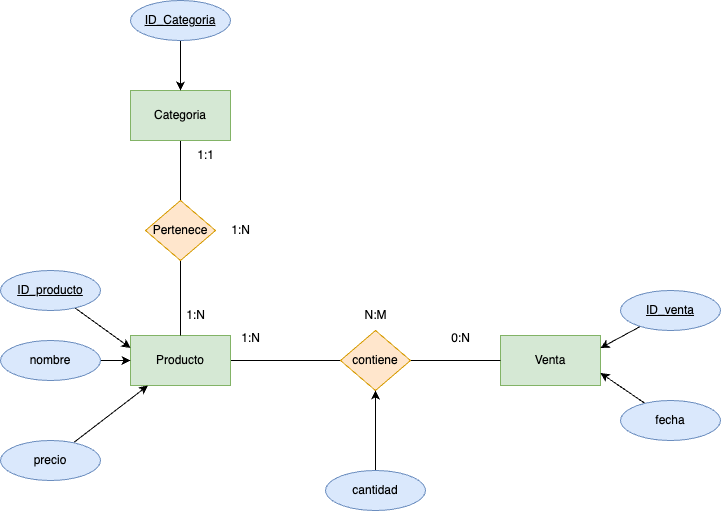 ID_Categoria
Categoria
1:1
Pertenece
1:N
ID_producto
1:N
1:N
N:M
0:N
ID_venta
nombre
Producto
contiene
Venta
fecha
precio
cantidad